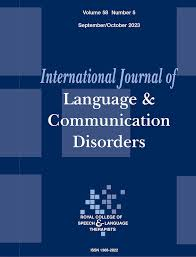 Volume 58 Number 5
September/October 2023
International Journal of
Language &
Communication
Disorders
ROYAL COLLEGE OF
SPEECH & LANGUAGE
THERAPISTS
ISSN 1368-2822